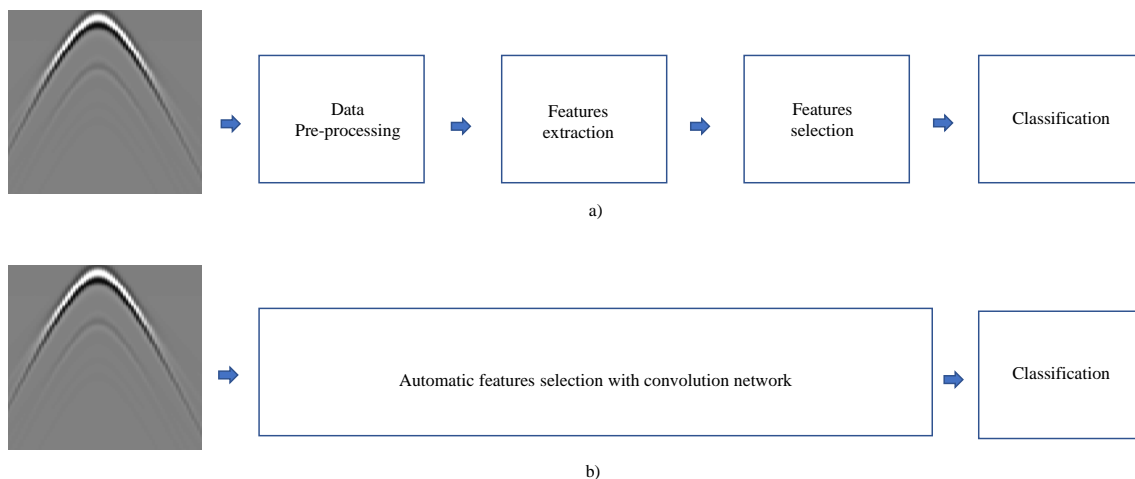 Data
Pre-processing
Features
extraction
Features
selection
Classification
a)
Automatic features selection with convolution network
Classification
b)